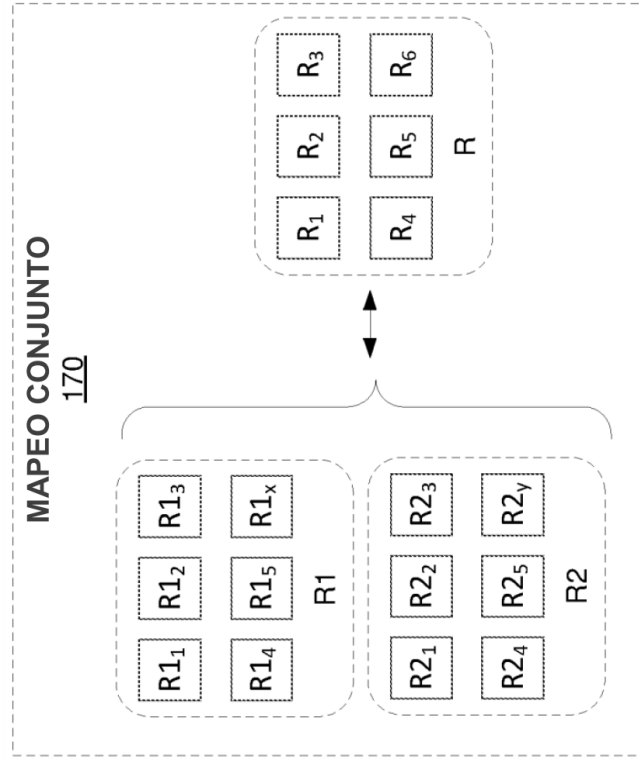 MAPEO CONJUNTO
170
R1₁ R1₂ R1₃
R1₄ R1₅ R1ₓ
R1
R2₁ R2₂ R2₃
R2₄ R2₅ R2ᵧ
R2
R₁ R₂ R₃
R₄ R₅ R₆
R